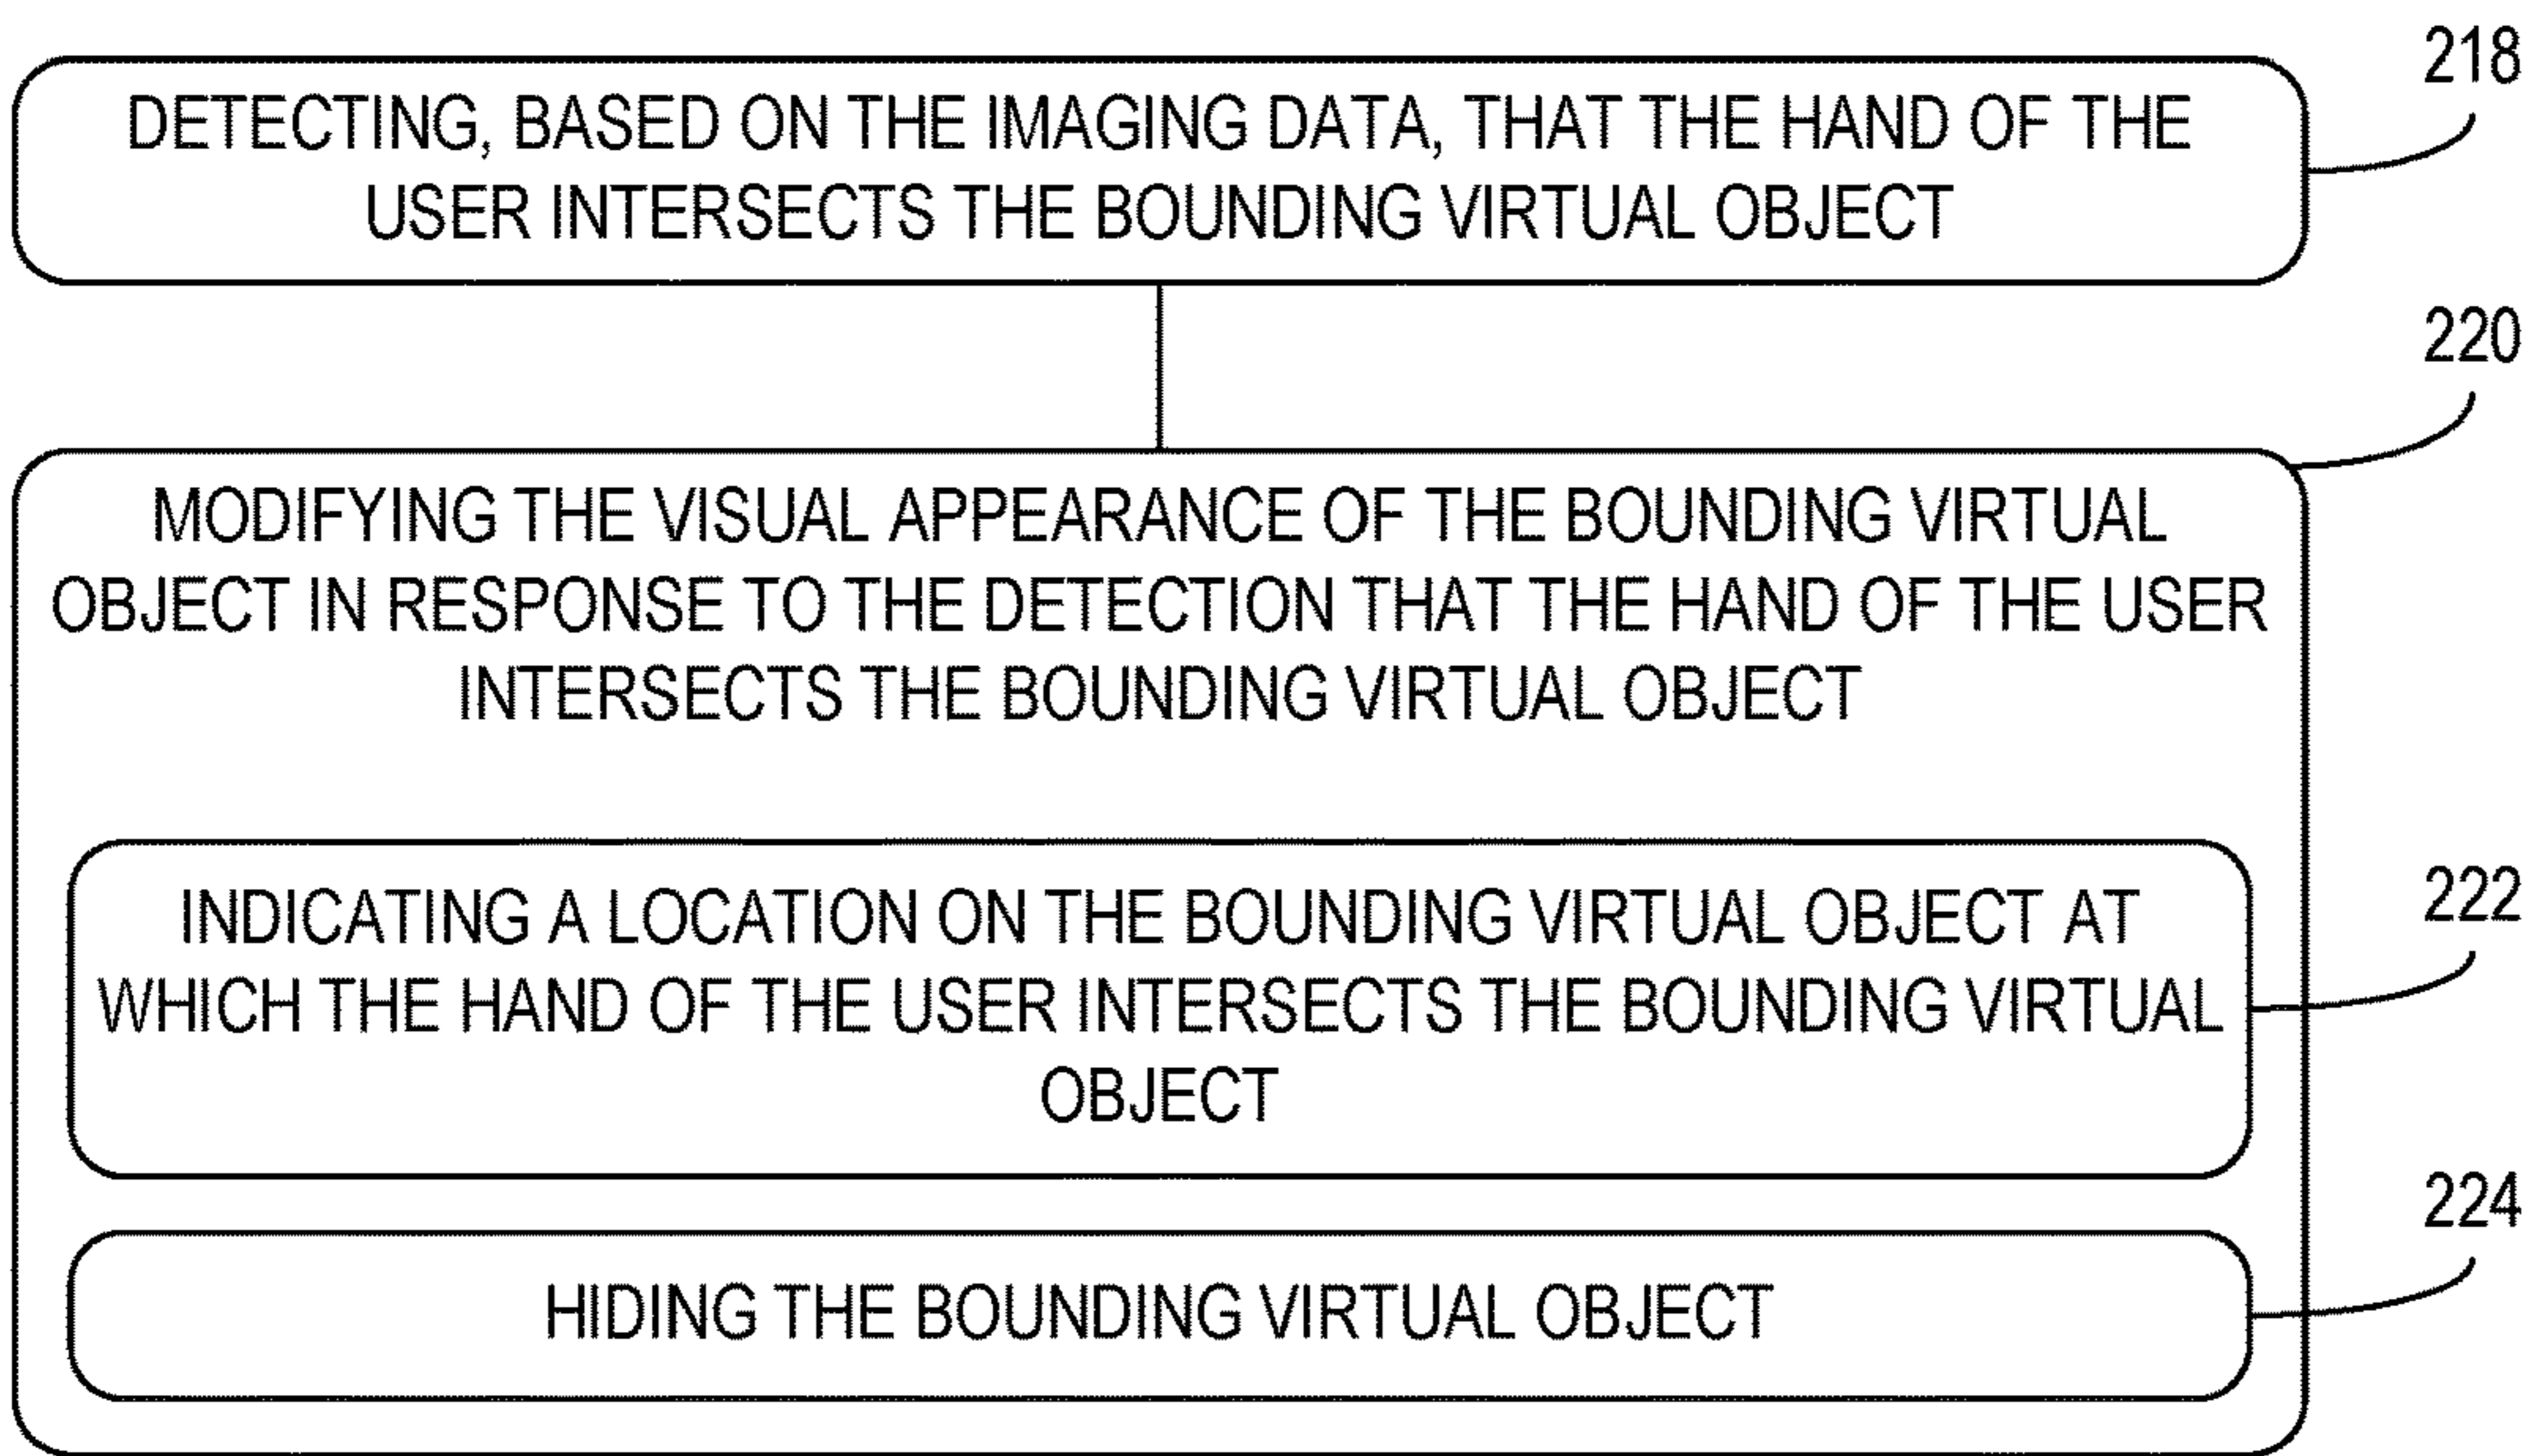 218
DETECTING, BASED ON THE IMAGING DATA, THAT THE HAND OF THE
USER INTERSECTS THE BOUNDING VIRTUAL OBJECT
220
MODIFYING THE VISUAL APPEARANCE OF THE BOUNDING VIRTUAL
OBJECT IN RESPONSE TO THE DETECTION THAT THE HAND OF THE USER
INTERSECTS THE BOUNDING VIRTUAL OBJECT
222
INDICATING A LOCATION ON THE BOUNDING VIRTUAL OBJECT AT
WHICH THE HAND OF THE USER INTERSECTS THE BOUNDING VIRTUAL
OBJECT
224
HIDING THE BOUNDING VIRTUAL OBJECT